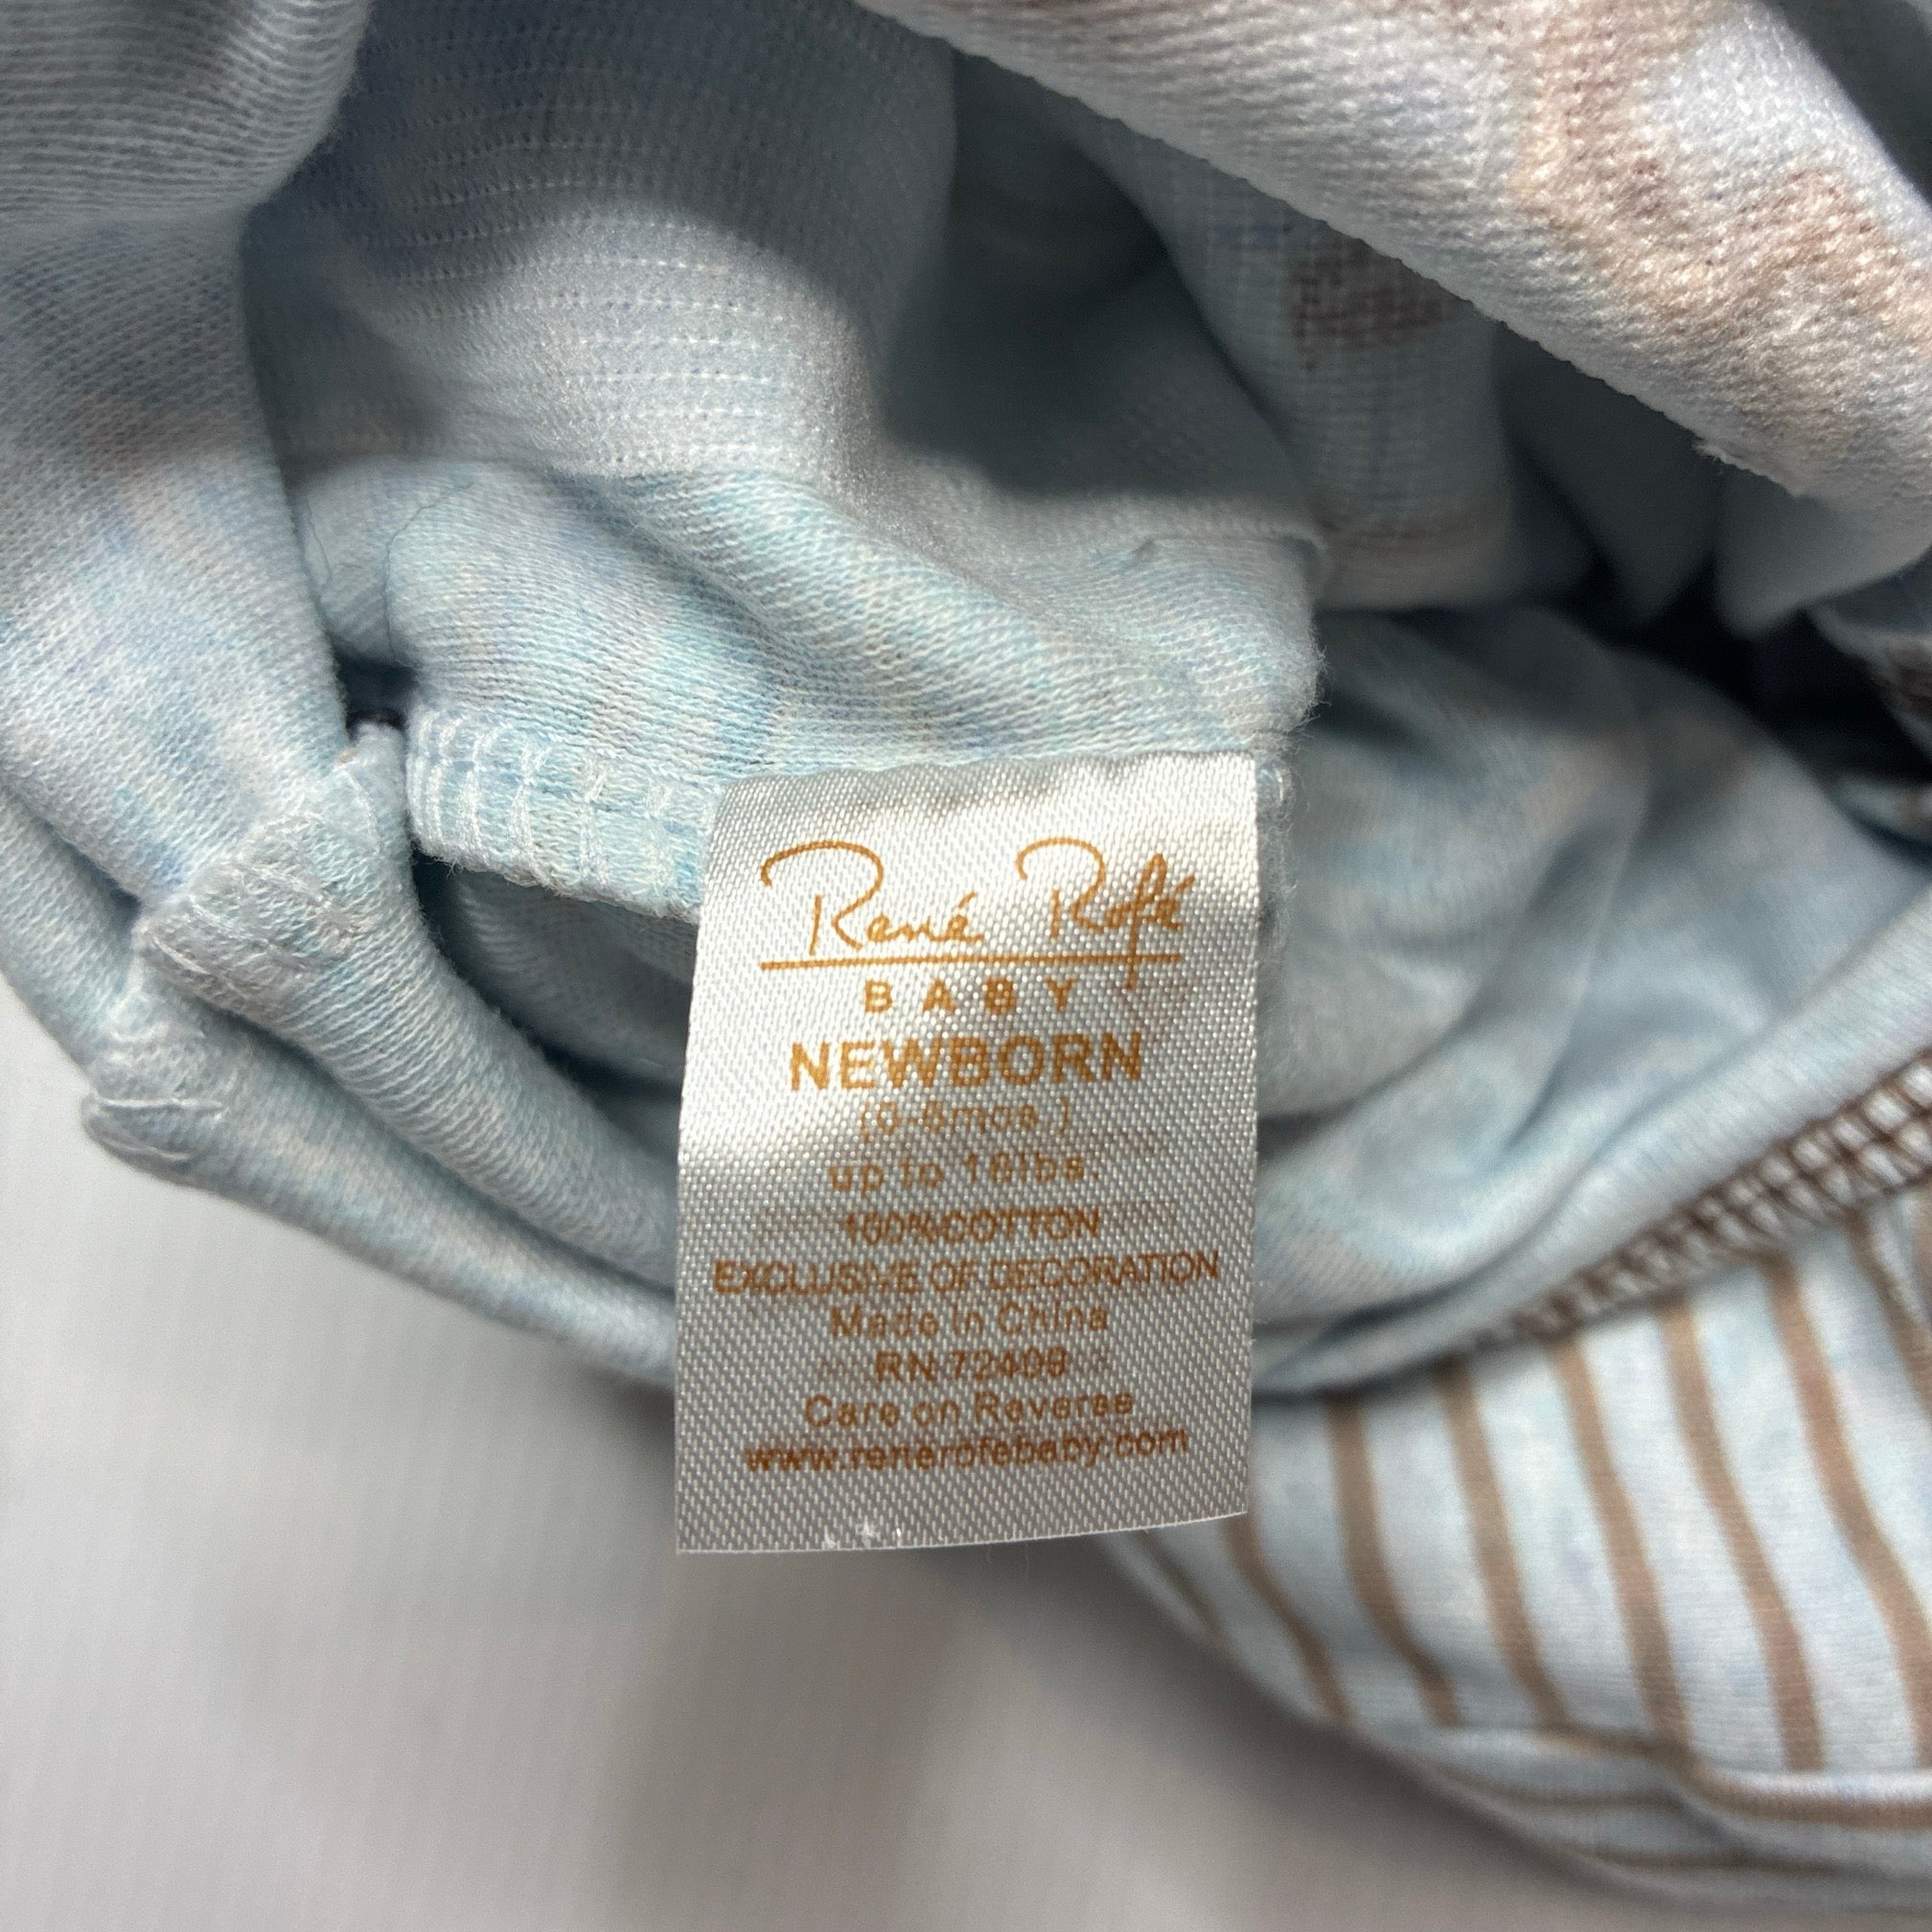 René Rofé
BABY
NEWBORN
(0-6mos.)
up to 16lbs.
100%COTTON
EXCLUSIVE OF DECORATION
Made in China
RN 72409
Care on Reverse
www.renerofebaby.com